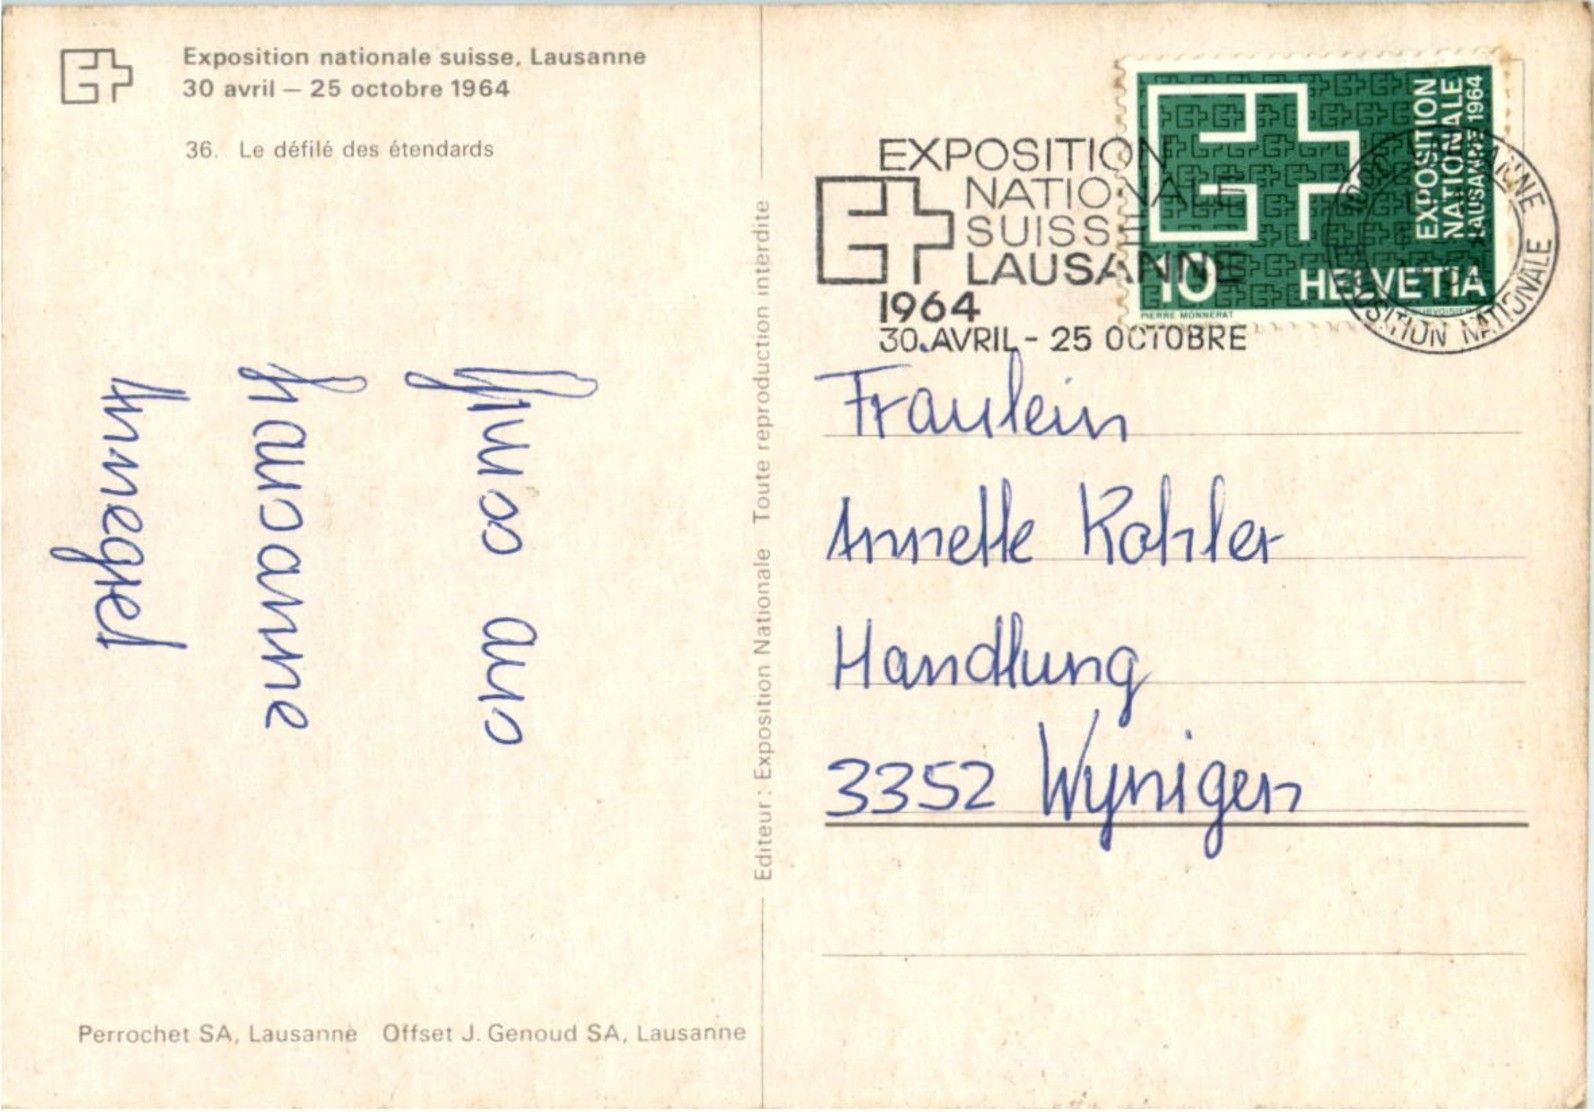 Exposition nationale suisse, Lausanne
30 avril — 25 octobre 1964
36. Le défilé des étendards
Gruss aus
Lausanne
Annegret
Perrochet SA, Lausanne Offset J. Genoud SA, Lausanne
Editeur : Exposition Nationale Toute reproduction interdite
EXPOSITION
NATIONALE
SUISSE
LAUSANNE
1964
30.AVRIL - 25 OCTOBRE
EXPOSITION
NATIONALE
LAUSANNE 1964
10 HELVETIA
PIERRE MONNERAT
LAUSANNE
EXPOSITION NATIONALE
Fräulein
Annette Kohler
Handlung
3352 Wynigen